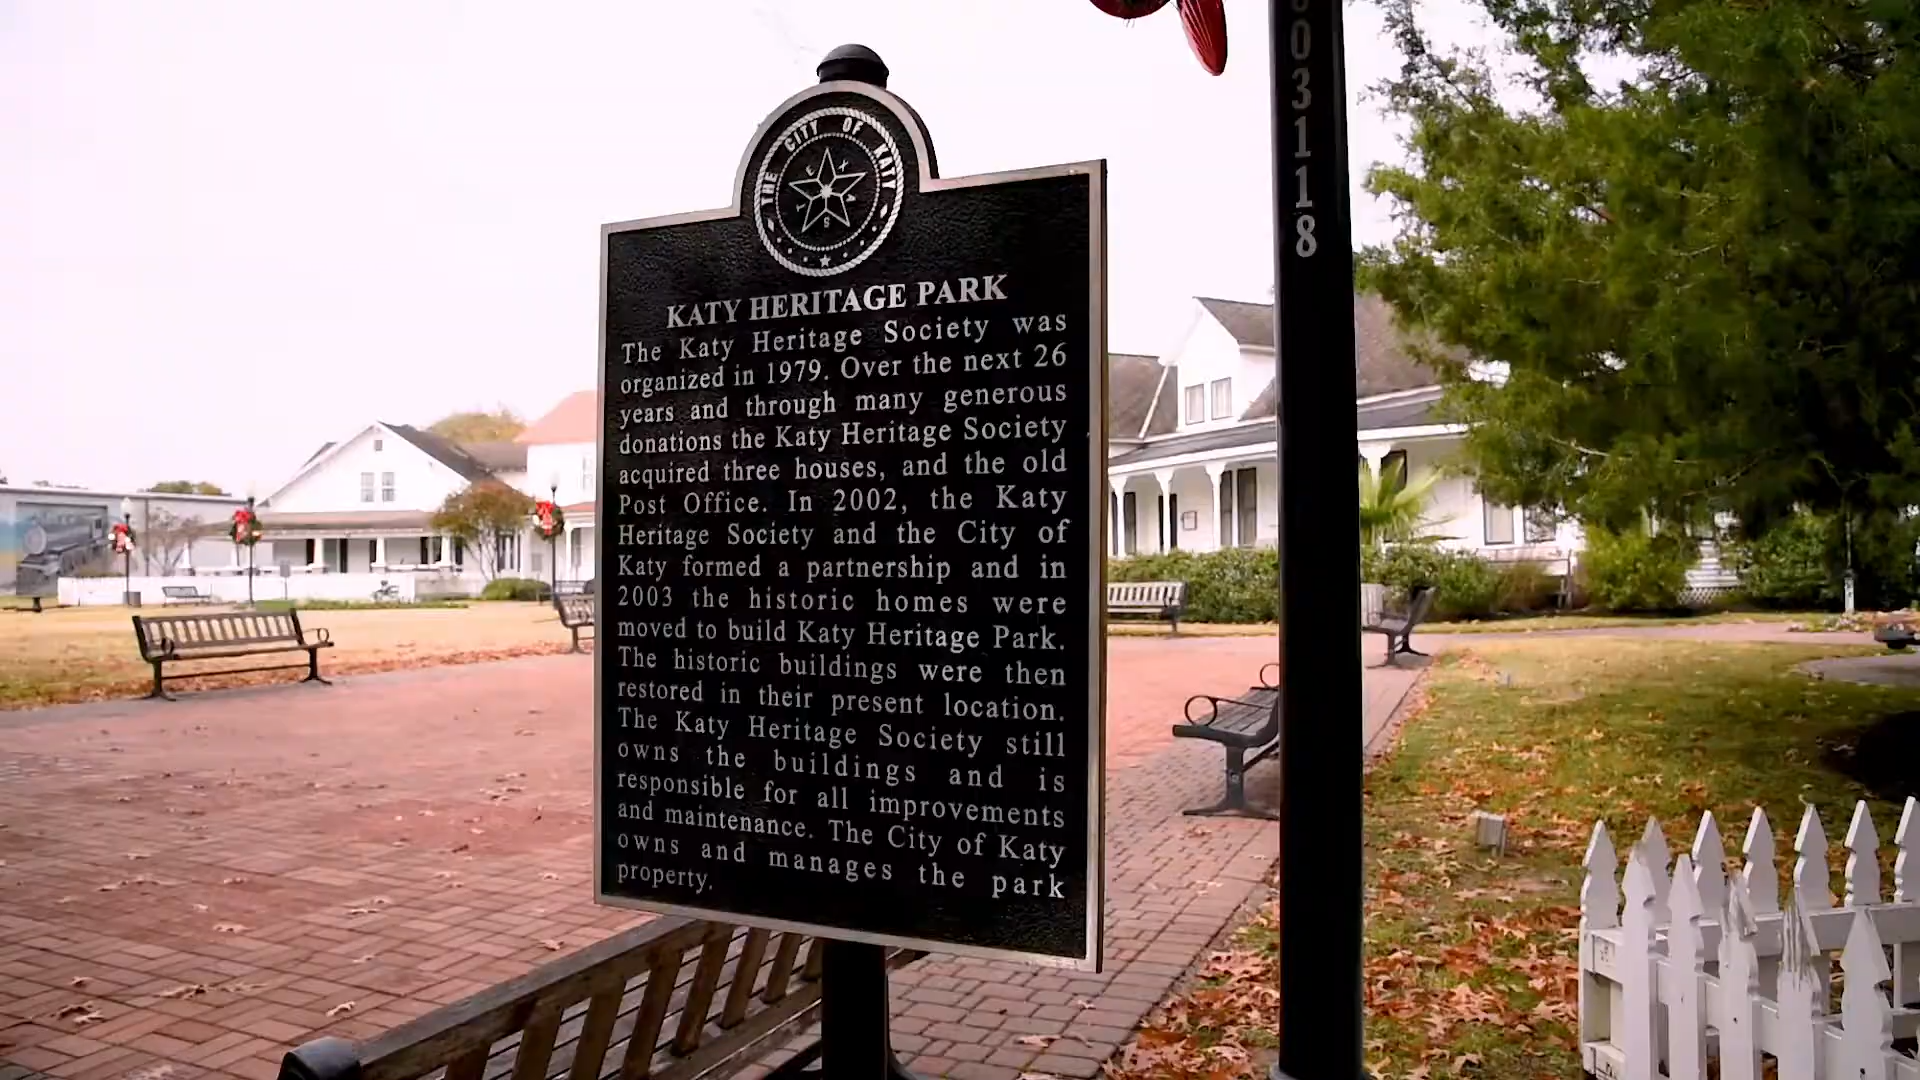 THE CITY OF KATY
TEXAS
KATY HERITAGE PARK
The Katy Heritage Society was
organized in 1979. Over the next 26
years and through many generous
donations the Katy Heritage Society
acquired three houses, and the old
Post Office. In 2002, the Katy
Heritage Society and the City of
Katy formed a partnership and in
2003 the historic homes were
moved to build Katy Heritage Park.
The historic buildings were then
restored in their present location.
The Katy Heritage Society still
owns the buildings and is
responsible for all improvements
and maintenance. The City of Katy
owns and manages the park
property.
03118